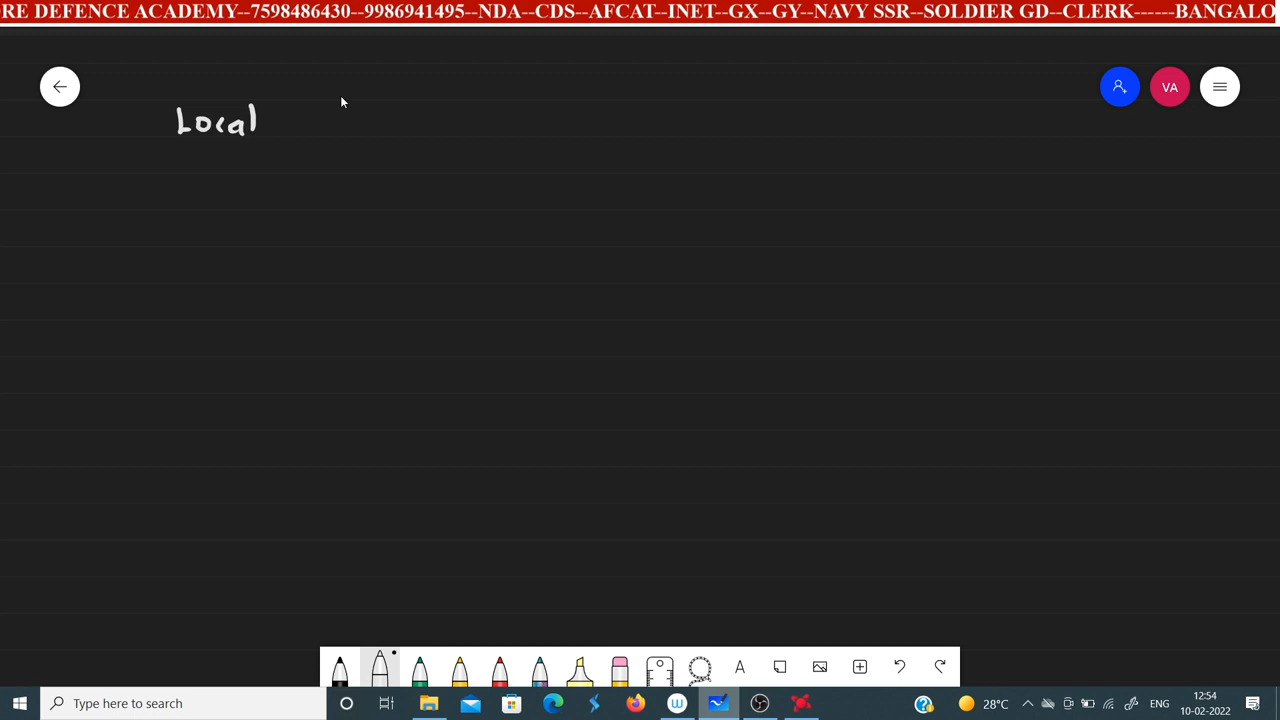 RE DEFENCE ACADEMY--7598486430--9986941495--NDA--CDS--AFCAT--INET--GX--GY--NAVY SSR--SOLDIER GD--CLERK------BANGALO
VA
Local
A
Type here to search
28°C
ENG
12:54
10-02-2022